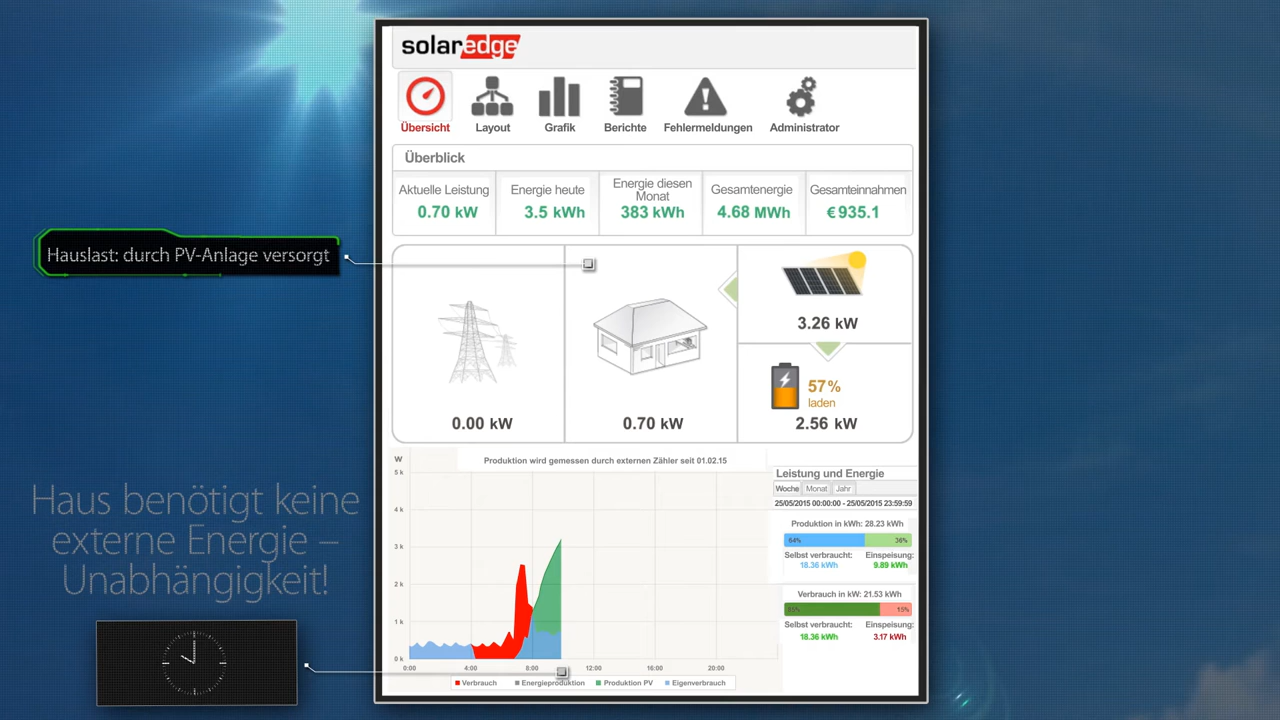 solaredge
Übersicht
Layout
Grafik
Berichte
Fehlermeldungen
Administrator
Überblick
Aktuelle Leistung
0.70 kW
Energie heute
3.5 kWh
Energie diesen
Monat
383 kWh
Gesamtenergie
4.68 MWh
Gesamteinnahmen
€ 935.1
Hauslast: durch PV-Anlage versorgt
0.00 kW
0.70 kW
3.26 kW
57%
laden
2.56 kW
Haus benötigt keine
externe Energie –
Unabhängigkeit!
W
Produktion wird gemessen durch externen Zähler seit 01.02.15
5 k
4 k
3 k
2 k
1 k
0 k
0:00
4:00
8:00
12:00
16:00
20:00
Verbrauch
Energieproduktion
Produktion PV
Eigenverbrauch
Leistung und Energie
Woche
Monat
Jahr
25/05/2015 00:00:00 - 25/05/2015 23:59:59
Produktion in kWh: 28.23 kWh
64%
36%
Selbst verbraucht:
18.36 kWh
Einspeisung:
9.89 kWh
Verbrauch in kW: 21.53 kWh
15%
Selbst verbraucht:
18.36 kWh
Einspeisung:
3.17 kWh